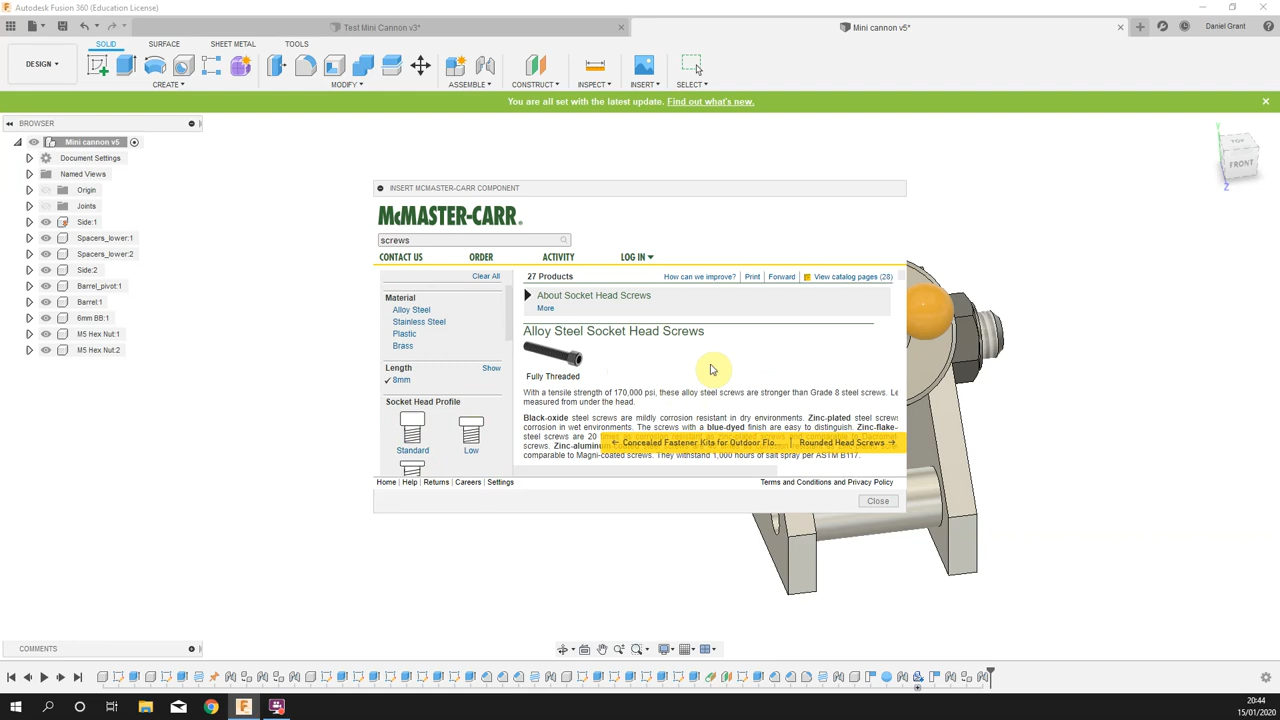 Autodesk Fusion 360 (Education License)
Test Mini Cannon v3*
Mini cannon v5*
Daniel Grant
DESIGN
SOLID
SURFACE
SHEET METAL
TOOLS
CREATE
MODIFY
ASSEMBLE
CONSTRUCT
INSPECT
INSERT
SELECT
You are all set with the latest update. Find out what's new.
BROWSER
Mini cannon v5
Document Settings
Named Views
Origin
Joints
Side:1
Spacers_lower:1
Spacers_lower:2
Side:2
Barrel_pivot:1
Barrel:1
6mm BB:1
M5 Hex Nut:1
M5 Hex Nut:2
TOP
FRONT
Y
Z
INSERT MCMASTER-CARR COMPONENT
McMASTER-CARR®
screws
CONTACT US
ORDER
ACTIVITY
LOG IN
Clear All
Material
Alloy Steel
Stainless Steel
Plastic
Brass
Length
Show
8mm
Socket Head Profile
Standard
Low
27 Products
How can we improve?
Print
Forward
View catalog pages (28)
About Socket Head Screws
More
Alloy Steel Socket Head Screws
Fully Threaded
With a tensile strength of 170,000 psi, these alloy steel screws are stronger than Grade 8 steel screws. Le
measured from under the head.
Black-oxide steel screws are mildly corrosion resistant in dry environments. Zinc-plated steel screws
corrosion in wet environments. The screws with a blue-dyed finish are easy to distinguish. Zinc-flake-
steel screws are 20
screws. Zinc-aluminum
Concealed Fastener Kits for Outdoor Flo...
Rounded Head Screws
comparable to Magni-coated screws. They withstand 1,000 hours of salt spray per ASTM B117.
Home
Help
Returns
Careers
Settings
Terms and Conditions and Privacy Policy
Close
COMMENTS
20:44
15/01/2020